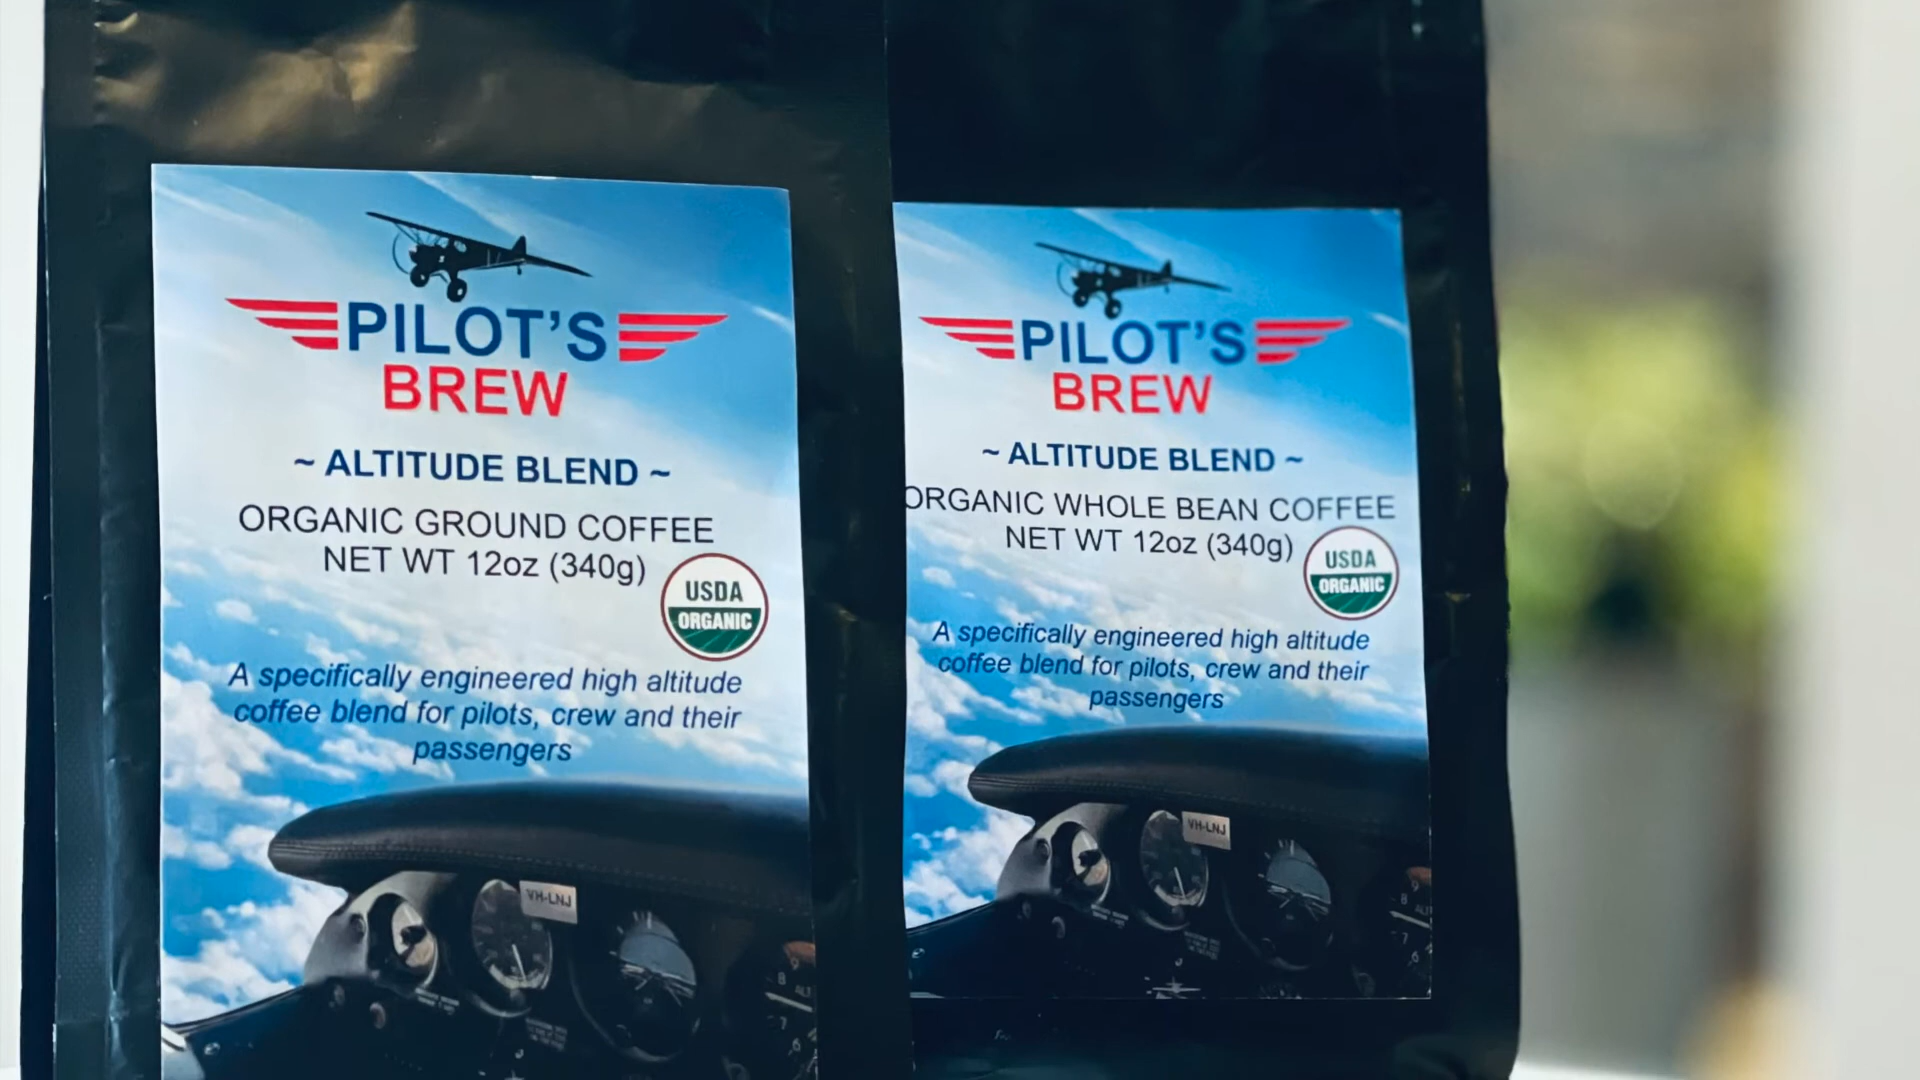 PILOT'S
BREW
~ ALTITUDE BLEND ~
ORGANIC GROUND COFFEE
NET WT 12oz (340g)
USDA
ORGANIC
A specifically engineered high altitude
coffee blend for pilots, crew and their
passengers
VH-LNJ
PILOT'S
BREW
~ ALTITUDE BLEND ~
ORGANIC WHOLE BEAN COFFEE
NET WT 12oz (340g)
USDA
ORGANIC
A specifically engineered high altitude
coffee blend for pilots, crew and their
passengers
VH-LNJ